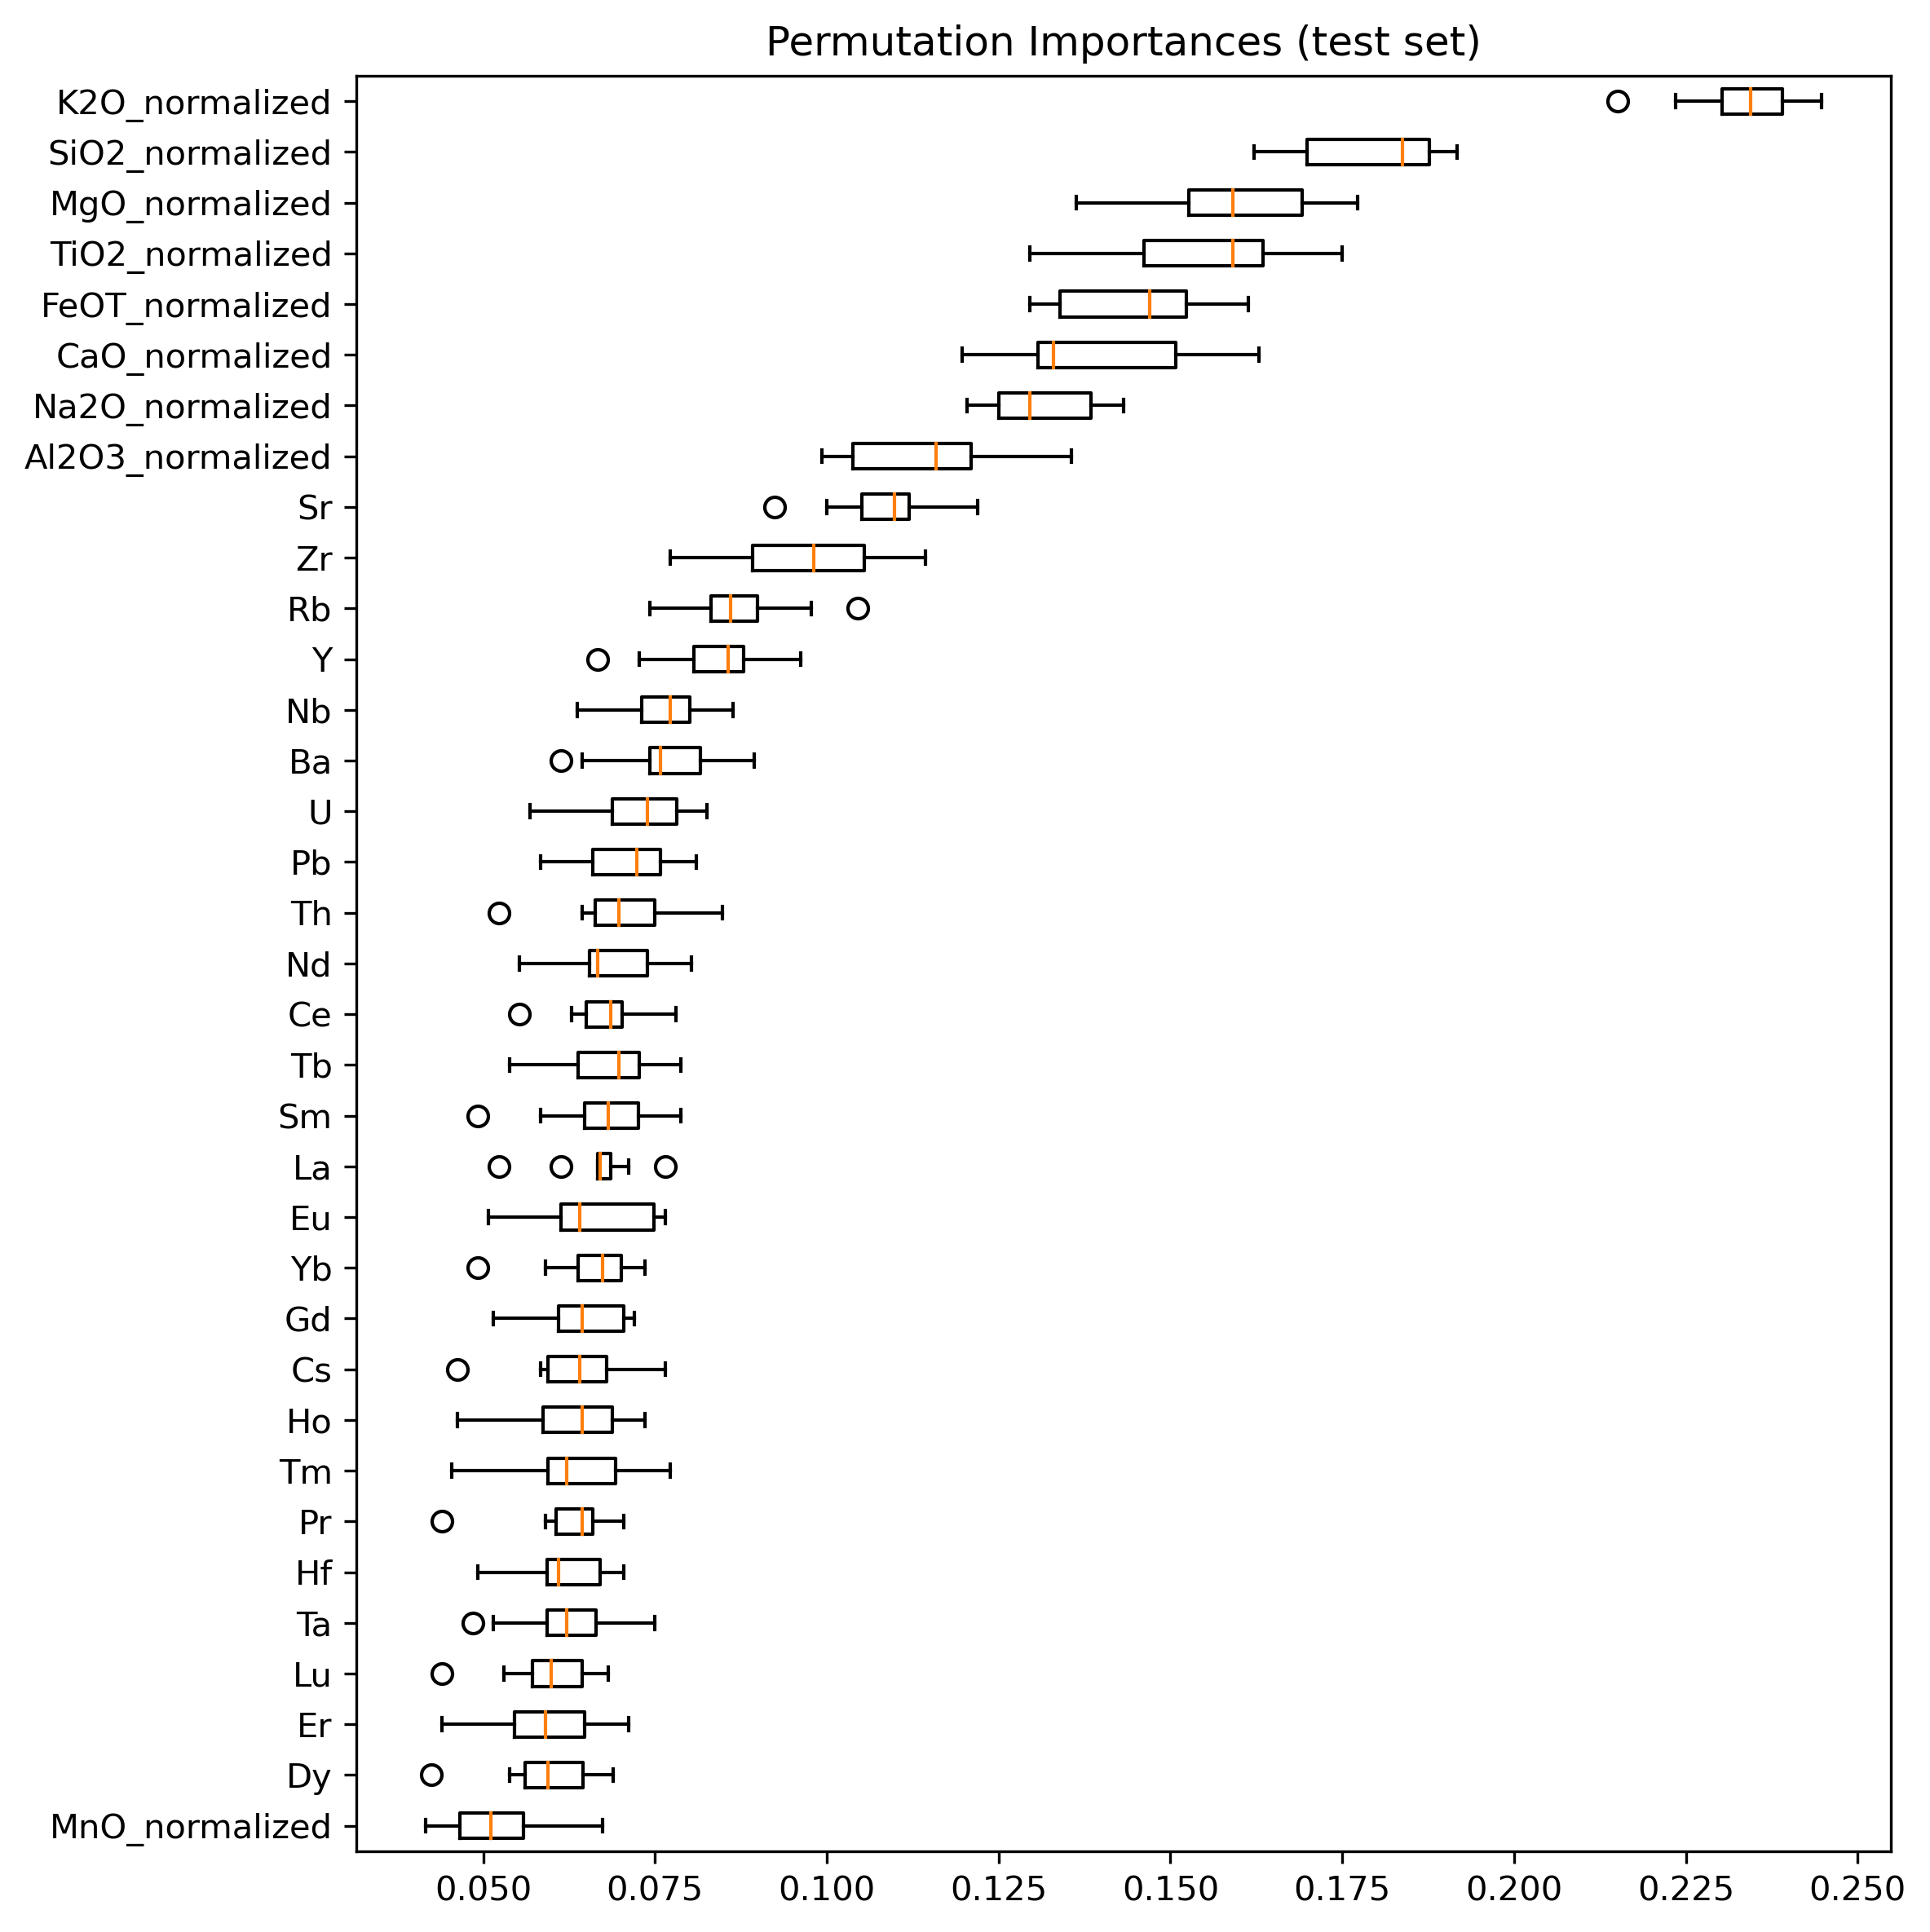 Permutation Importances (test set)
K2O_normalized
SiO2_normalized
MgO_normalized
TiO2_normalized
FeOT_normalized
CaO_normalized
Na2O_normalized
Al2O3_normalized
Sr
Zr
Rb
Y
Nb
Ba
U
Pb
Th
Nd
Ce
Tb
Sm
La
Eu
Yb
Gd
Cs
Ho
Tm
Pr
Hf
Ta
Lu
Er
Dy
MnO_normalized
0.050 0.075 0.100 0.125 0.150 0.175 0.200 0.225 0.250